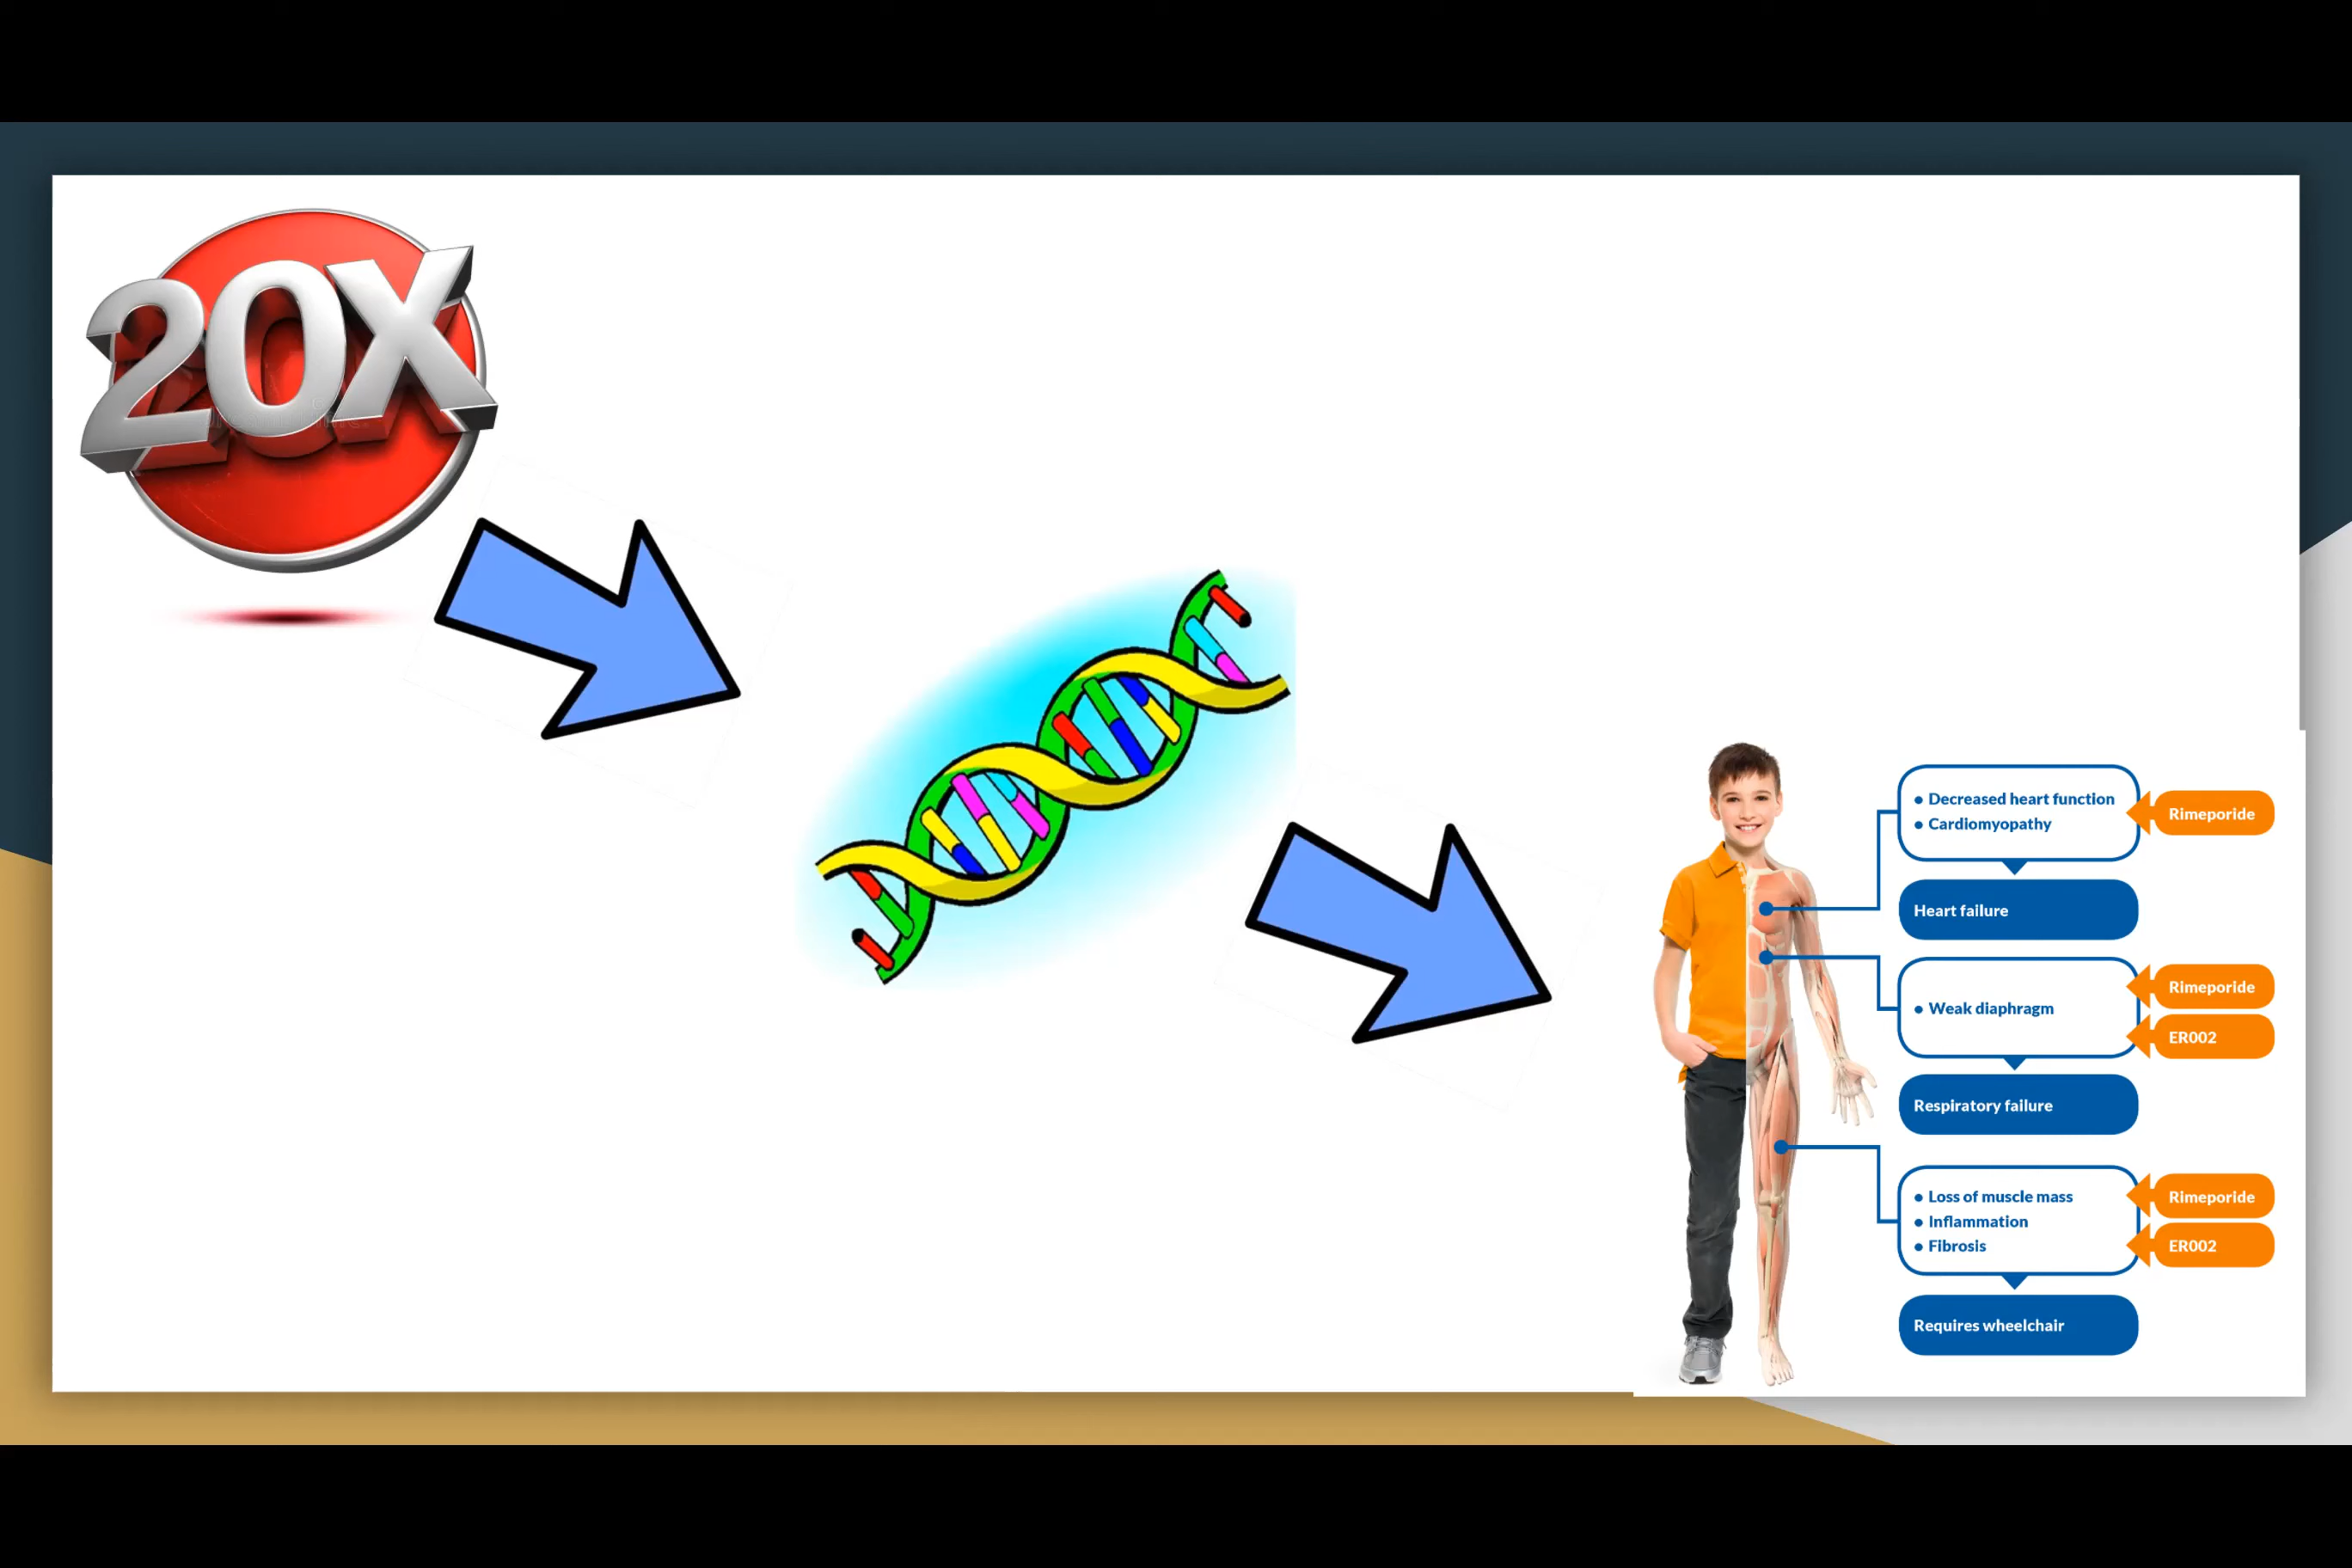 20X
Decreased heart function
Cardiomyopathy
Rimeporide
Heart failure
Weak diaphragm
Rimeporide
ER002
Respiratory failure
Loss of muscle mass
Inflammation
Fibrosis
Rimeporide
ER002
Requires wheelchair